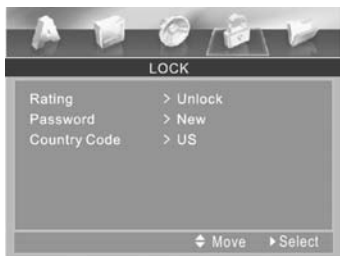 A
LOCK
Rating > Unlock
Password > New
Country Code > US
Move Select